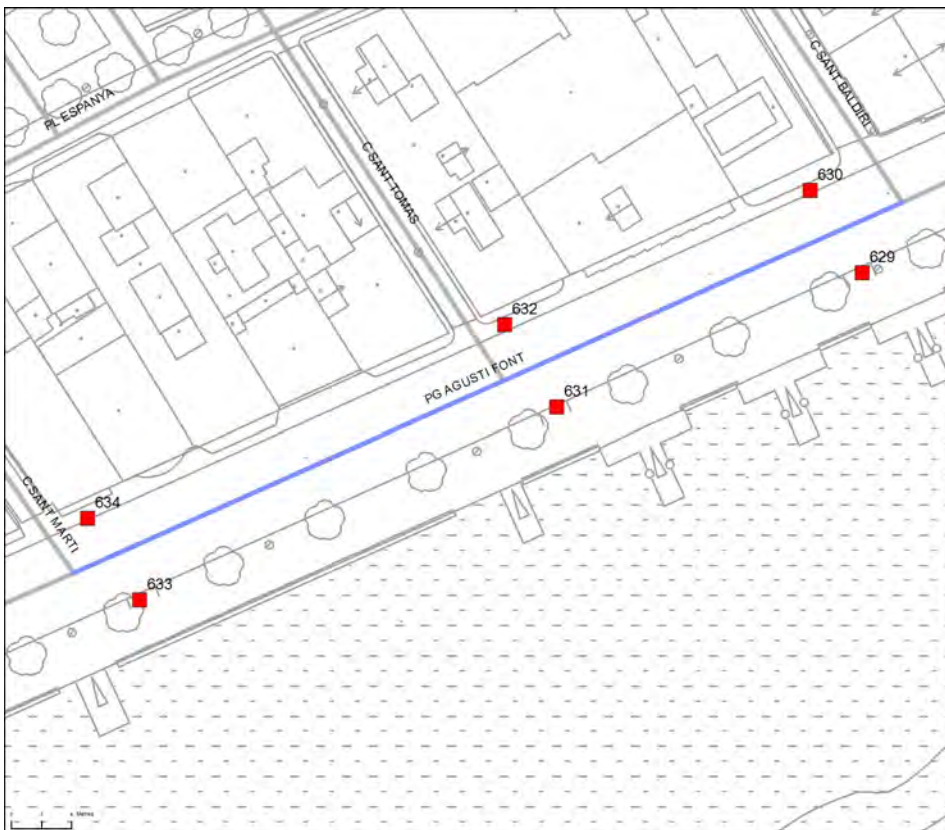 PL ESPANYA
C SANT TOMAS
C SANT BALDIRI
630
629
632
PG AGUSTI FONT
631
C SANT MARTI
634
633